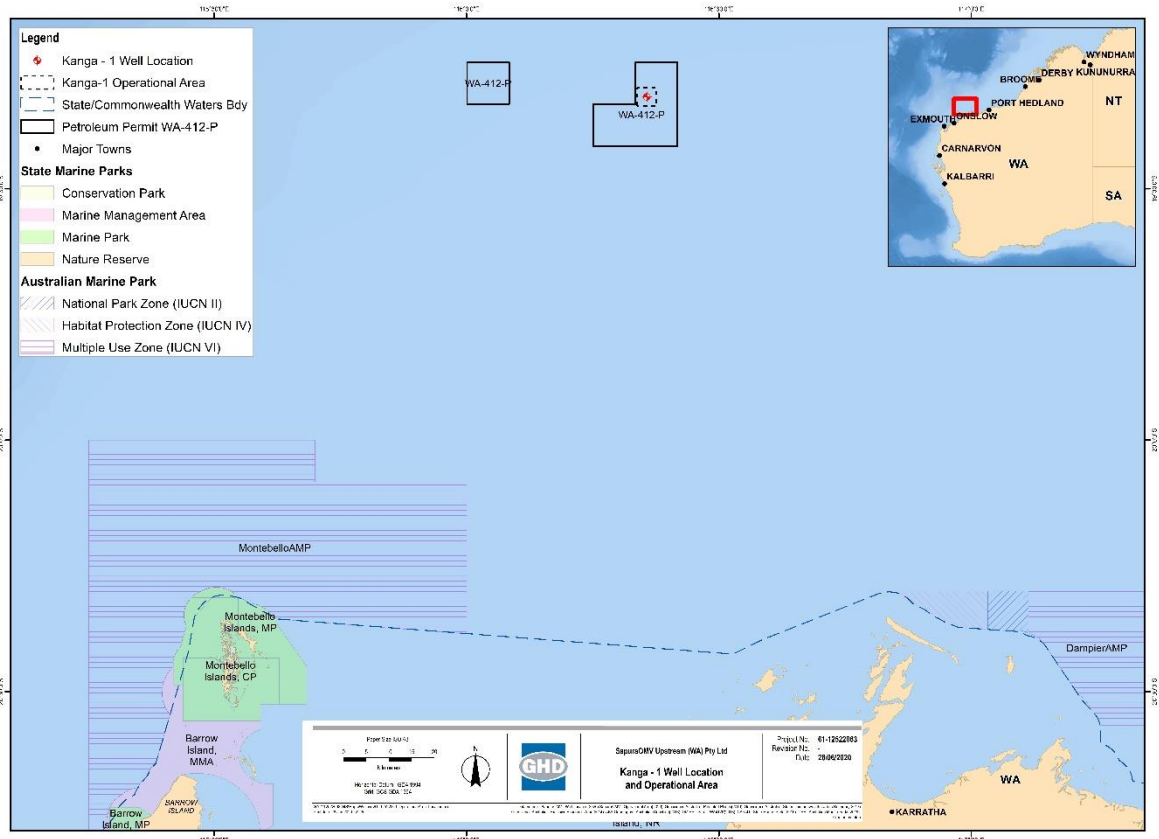 Legend
Kanga - 1 Well Location
Kanga-1 Operational Area
State/Commonwealth Waters Bdy
Petroleum Permit WA-412-P
Major Towns
State Marine Parks
Conservation Park
Marine Management Area
Marine Park
Nature Reserve
Australian Marine Park
National Park Zone (IUCN II)
Habitat Protection Zone (IUCN IV)
Multiple Use Zone (IUCN VI)
WA-412-P
WA-412-P
WYNDHAM
DERBY
KUNUNURRA
BROOME
NT
PORT HEDLAND
ONSLOW
EXMOUTH
CARNARVON
WA
KALBARRI
SA
MontebelloAMP
Montebello
Islands, MP
Montebello
Islands, CP
DampierAMP
Barrow
Island,
MMA
BARROW
ISLAND
Barrow
Island, MP
Island, NR
WA
KARRATHA
N
GHD
SapuraOMV Upstream (WA) Pty Ltd
Kanga - 1 Well Location
and Operational Area
Project No.
Revision No. -
Date